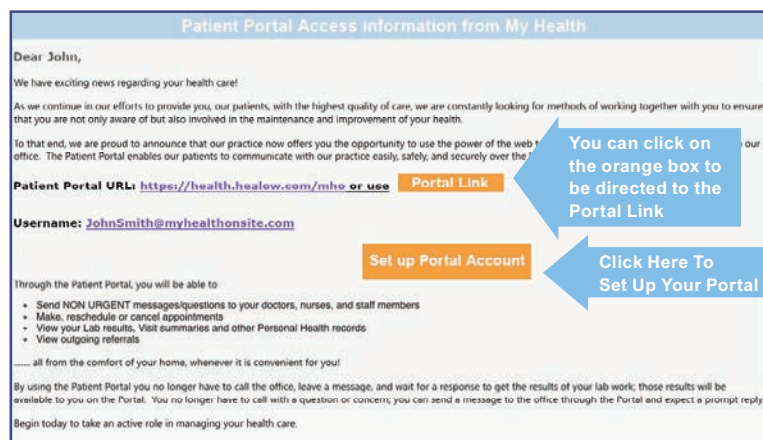 Patient Portal Access information from My Health
Dear John,
We have exciting news regarding your health care!
As we continue in our efforts to provide you, our patients, with the highest quality of care, we are constantly looking for methods of working together with you to ensure
that you are not only aware of but also involved in the maintenance and improvement of your health.
To that end, we are proud to announce that our practice now offers you the opportunity to use the power of the web our
office. The Patient Portal enables our patients to communicate with our practice easily, safely, and securely over the
You can click on
the orange box to
be directed to the
Portal Link
Patient Portal URL: https://health.healow.com/mho or use Portal Link
Username: JohnSmith@myhealthonsite.com
Set up Portal Account
Click Here To
Set Up Your Portal
Through the Patient Portal, you will be able to
• Send NON URGENT messages/questions to your doctors, nurses, and staff members
• Make, reschedule or cancel appointments
• View your Lab results, Visit summaries and other Personal Health records
• View outgoing referrals
...... all from the comfort of your home, whenever it is convenient for you!
By using the Patient Portal you no longer have to call the office, leave a message, and wait for a response to get the results of your lab work; those results will be
available to you on the Portal. You no longer have to call with a question or concern; you can send a message to the office through the Portal and expect a prompt reply
Begin today to take an active role in managing your health care.